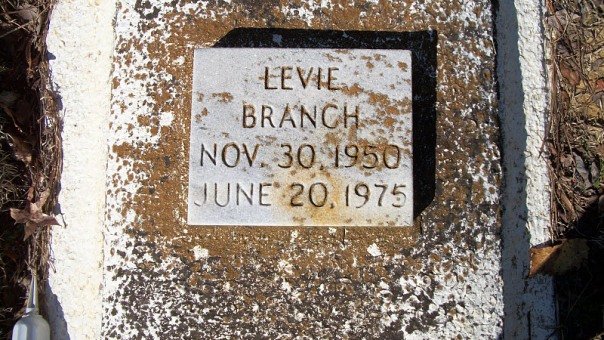 LEVIE
BRANCH
NOV. 30, 1950
JUNE 20, 1975